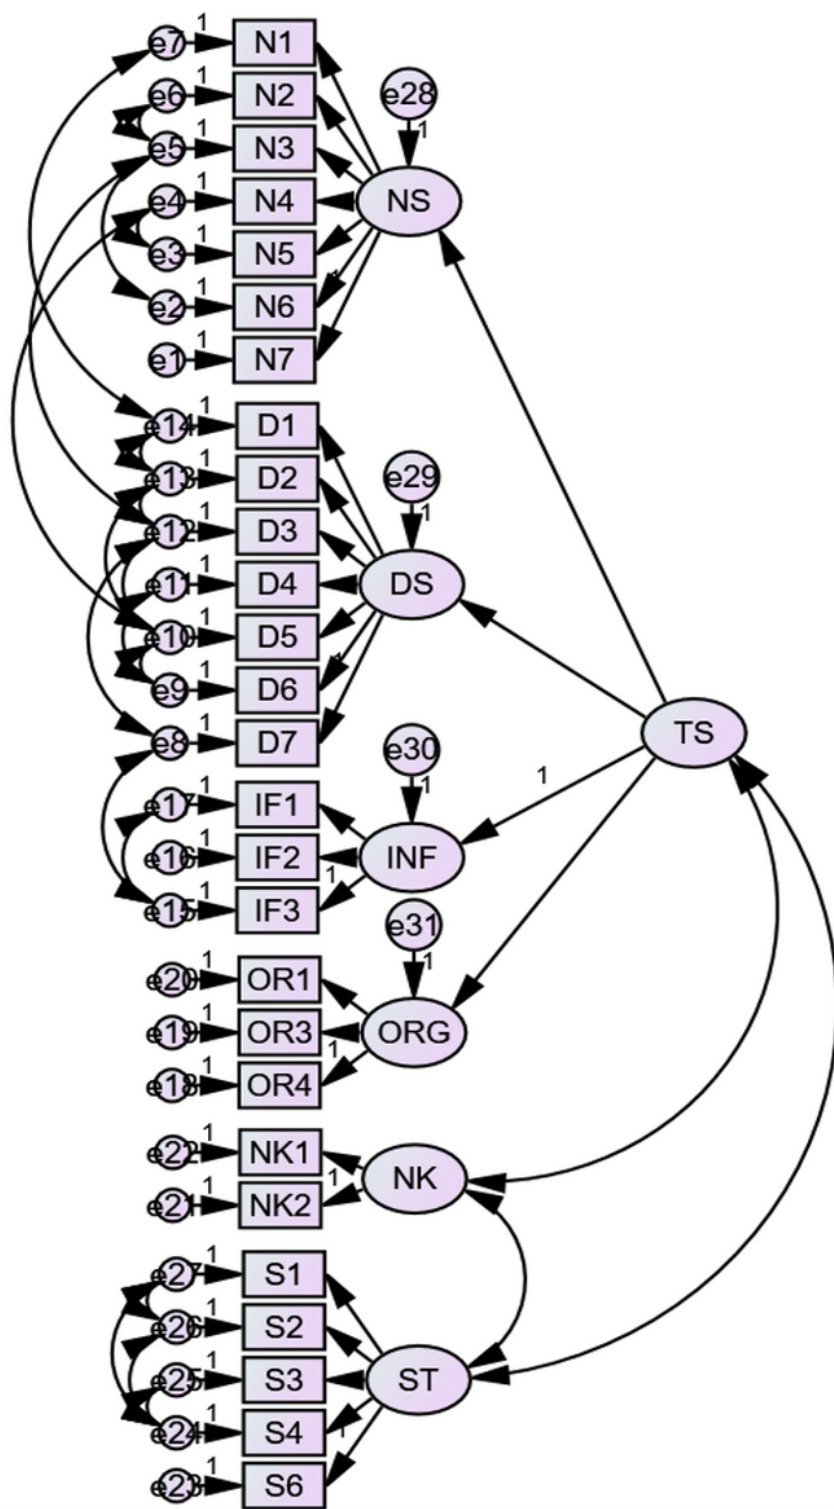 e7 1 N1
e6 1 N2
e28
1
e5 1 N3
e4 1 N4
NS
e3 1 N5
e2 1 N6
1
e1 1 N7
e14 1 D1
e13 1 D2
e29
1
e12 1 D3
e11 1 D4
DS
e10 1 D5
e9 1 D6
1
e8 1 D7
TS
e30
1
1
e17 1 IF1
e16 1 IF2
INF
1
e15 1 IF3
e31
1
e20 1 OR1
e19 1 OR3
ORG
1
e18 1 OR4
e22 1 NK1
NK
1
e21 1 NK2
e27 1 S1
e26 1 S2
e25 1 S3
ST
e24 1 S4
1
e23 1 S6